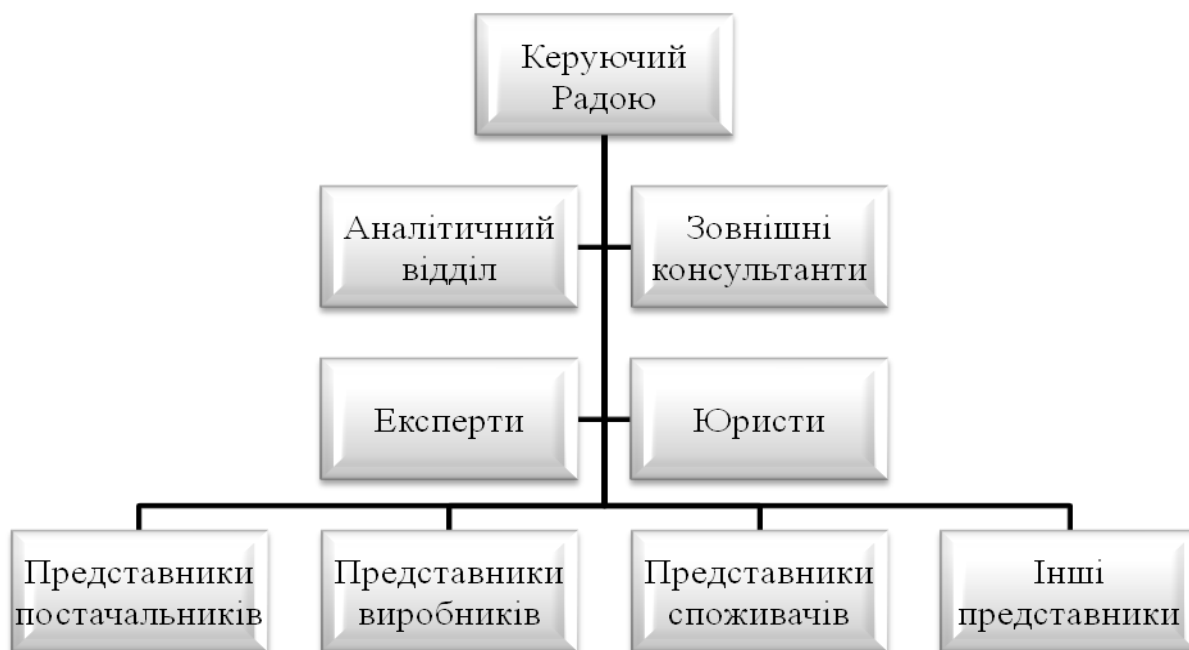 Керуючий
Радою
Аналітичний
відділ
Зовнішні
консультанти
Експерти
Юристи
Представники
постачальників
Представники
виробників
Представники
споживачів
Інші
представники